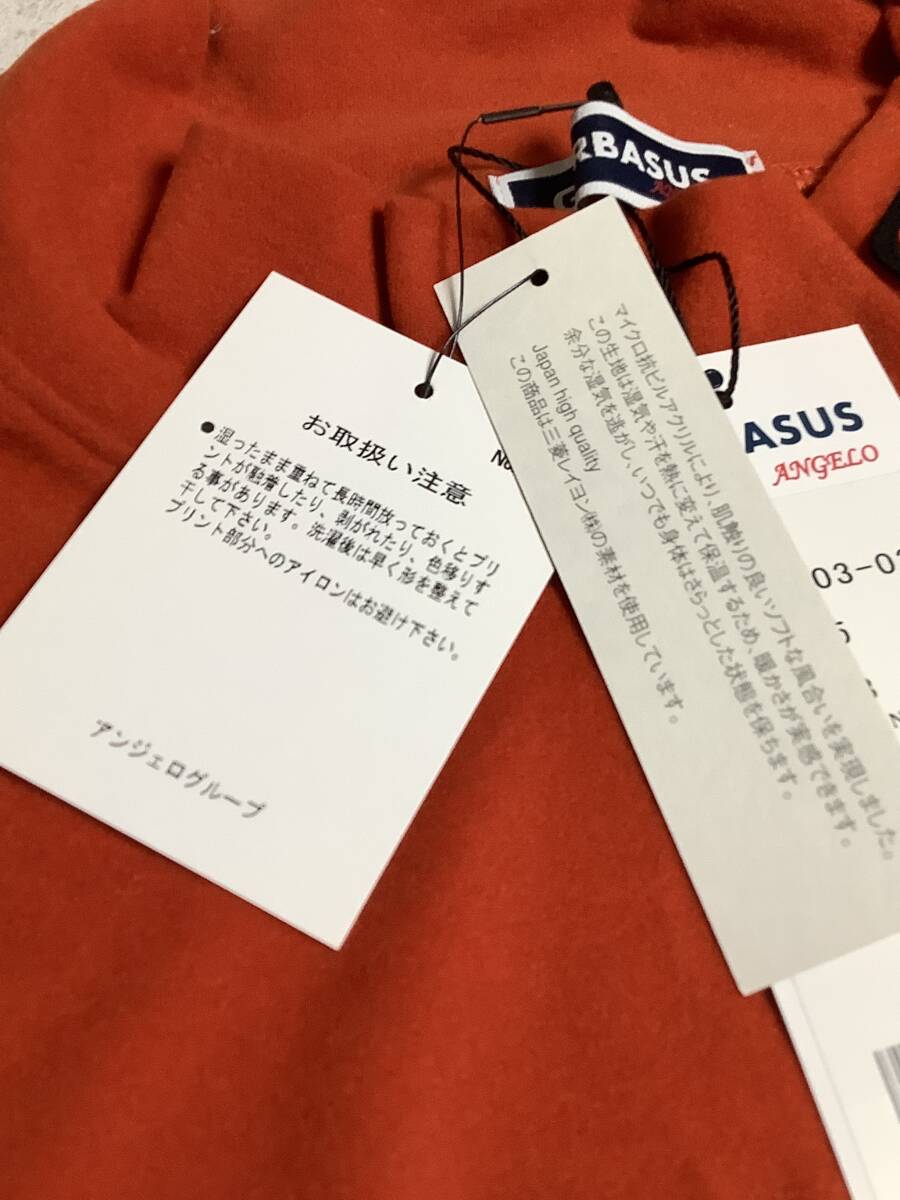 RBASUS
お取扱い注意
●湿ったまま重ねて長時間放っておくとプリ
ントが粘着したり、剥がれたり、色移りす
る事があります。洗濯後は早く形を整えて
干して下さい。
プリント部分へのアイロンはお避け下さい。
アンジェログループ
マイクロ抗ピルアクリルにより、肌触りの良いソフトな風合いを実現しました。
この生地は湿気や汗を熱に変えて保温するため、暖かさが実感できます。
余分な湿気を逃がし、いつでも身体はさらっとした状態を保ちます。
Japan high quality
この商品は三菱レイヨン㈱の素材を使用しています。
No
BASUS
ANGELO
03-0